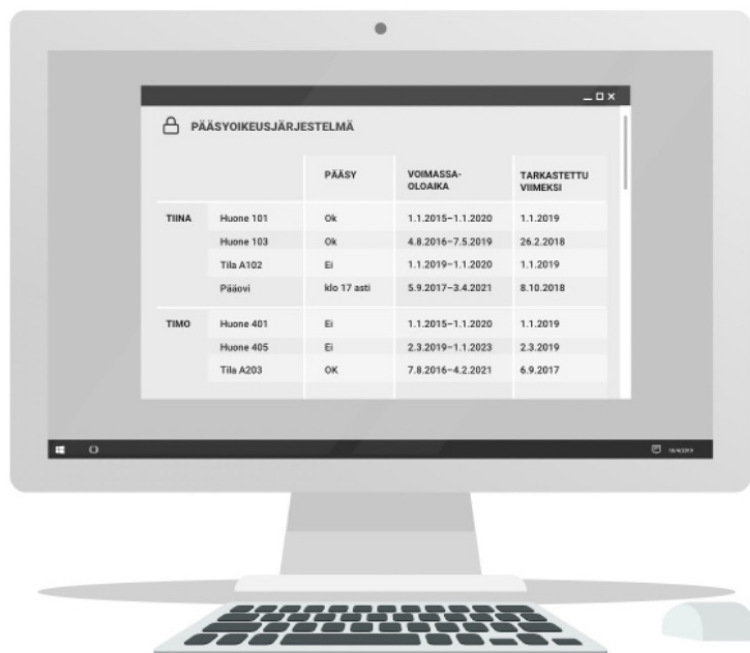 PÄÄSYOIKEUSJÄRJESTELMÄ
PÄÄSY VOIMASSA- TARKASTETTU
OLOAIKA VIIMEKSI
TIINA Huone 101 Ok 1.1.2015–1.1.2020 1.1.2019
Huone 103 Ok 4.8.2016–7.5.2019 26.2.2018
Tila A102 Ei 1.1.2019–1.1.2020 1.1.2019
Pääovi klo 17 asti 5.9.2017–3.4.2021 8.10.2018
TIMO Huone 401 Ei 1.1.2015–1.1.2020 1.1.2019
Huone 405 Ei 2.3.2019–1.1.2023 2.3.2019
Tila A203 OK 7.8.2016–4.2.2021 6.9.2017